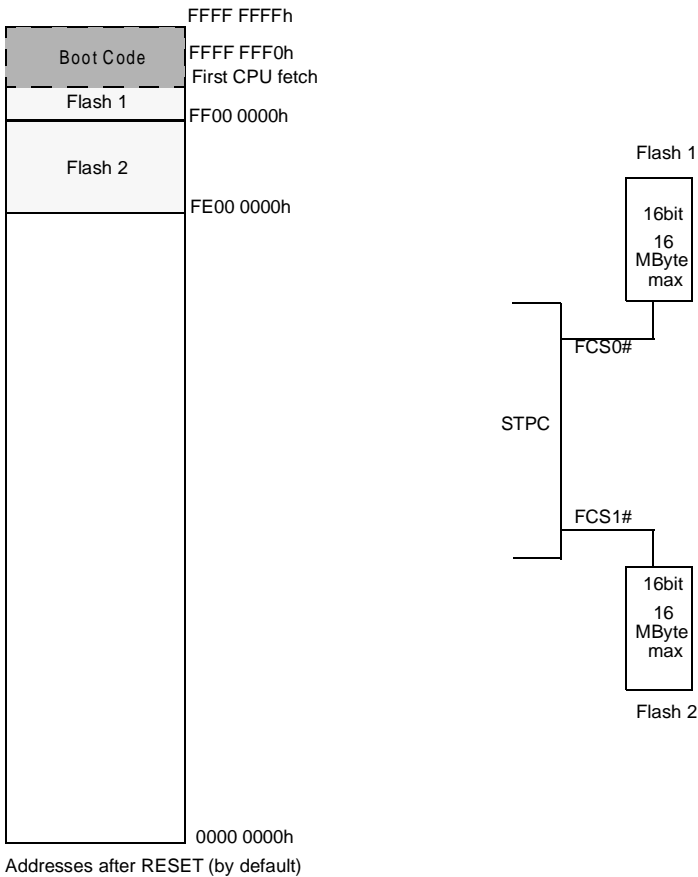 FFFF FFFFh
Boot Code
FFFF FFF0h
First CPU fetch
Flash 1
FF00 0000h
Flash 2
FE00 0000h
0000 0000h
Addresses after RESET (by default)
Flash 1
16bit
16
MByte
max
FCS0#
STPC
FCS1#
16bit
16
MByte
max
Flash 2